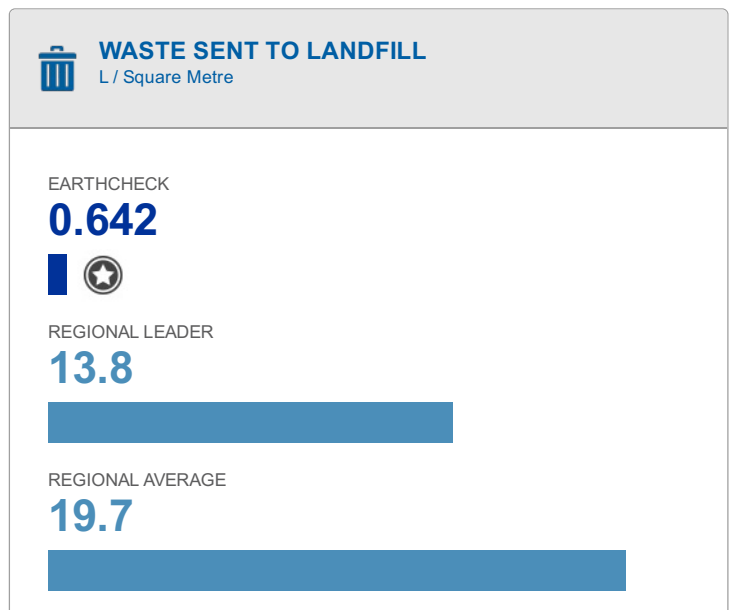 WASTE SENT TO LANDFILL
L / Square Metre
EARTHCHECK
0.642
REGIONAL LEADER
13.8
REGIONAL AVERAGE
19.7